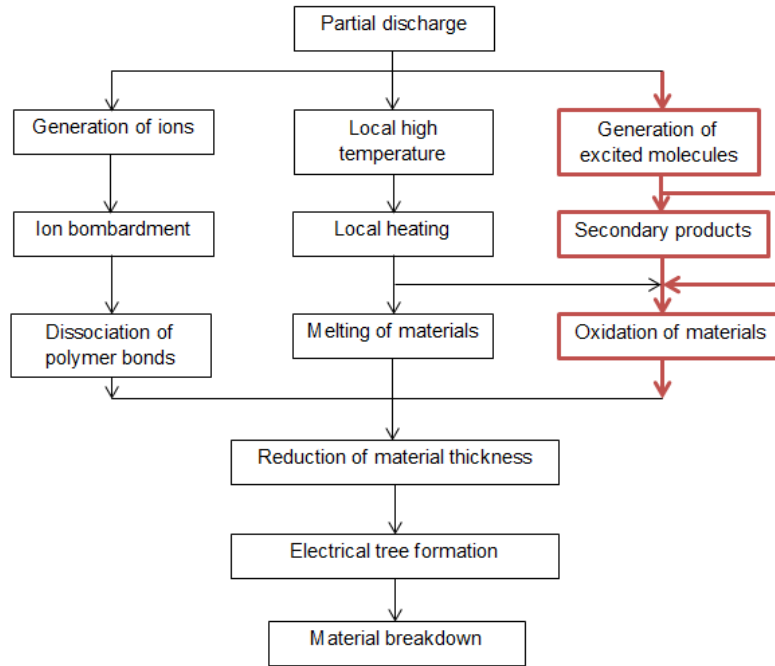 Partial discharge
Generation of ions
Local high
temperature
Generation of
excited molecules
Ion bombardment
Local heating
Secondary products
Dissociation of
polymer bonds
Melting of materials
Oxidation of materials
Reduction of material thickness
Electrical tree formation
Material breakdown